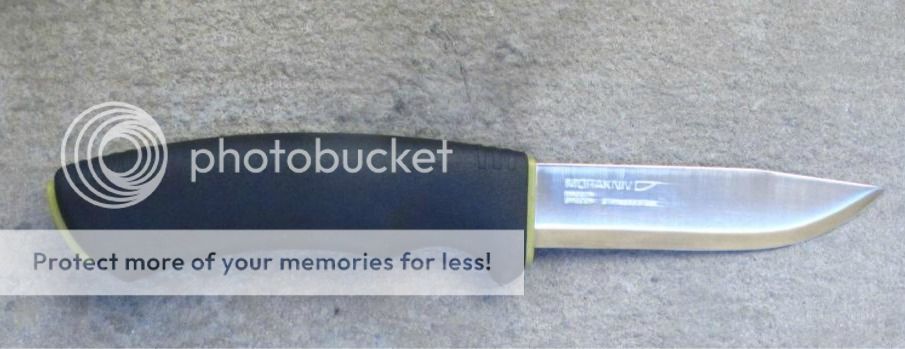 photobucket
MORAKNIV
Protect more of your memories for less!